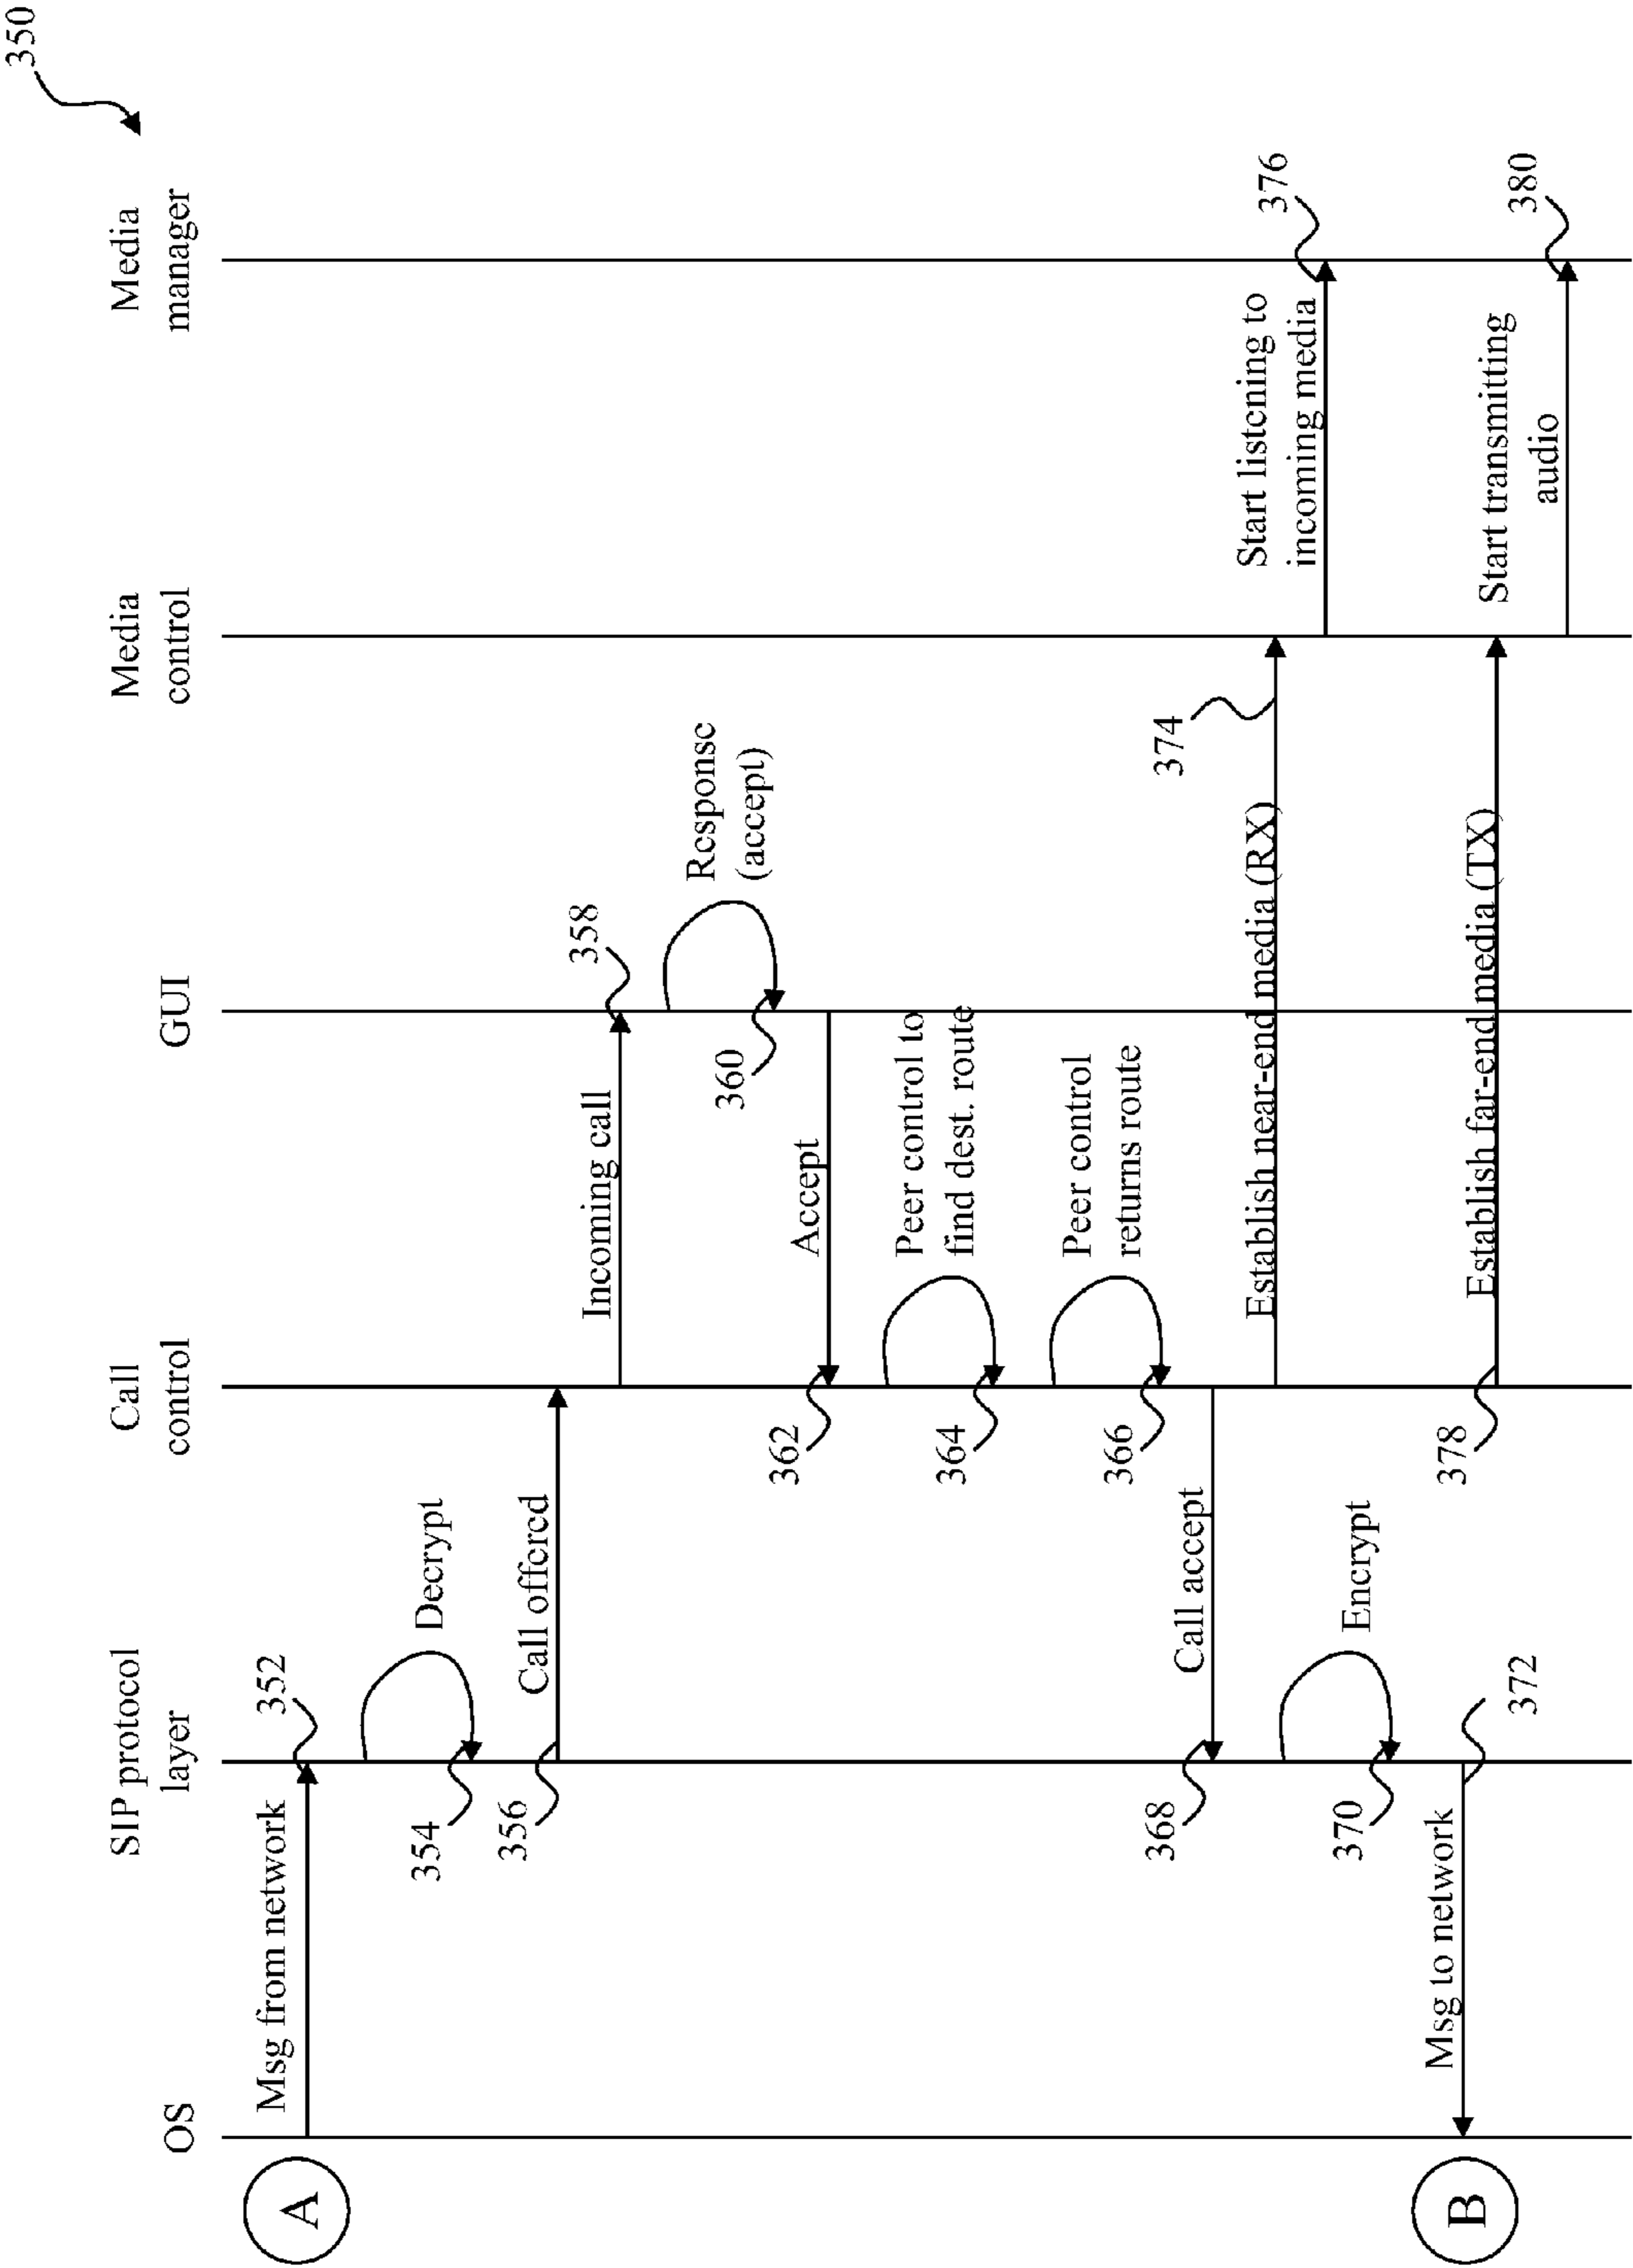 350
OS
SIP protocol
layer
Call
control
GUI
Media
control
Media
manager
A
Msg from network
352
Decrypt
354
Call offered
356
Incoming call
358
Response
(accept)
360
Accept
362
Peer control to
find dest. route
364
Peer control
returns route
366
Call accept
368
Establish near-end media (RX)
374
Start listening to
incoming media
376
Encrypt
370
B
Msg to network
372
Establish far-end media (TX)
378
Start transmitting
audio
380